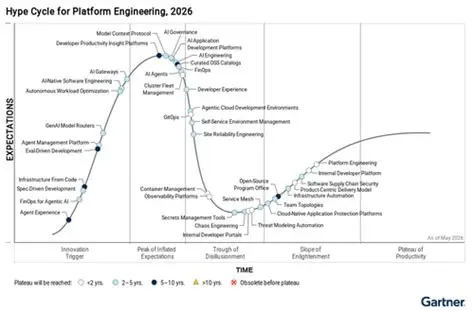 Hype Cycle for Platform Engineering, 2026
Model Context Protocol
Developer Productivity Insight Platforms
AI Governance
AI Application
Development Platforms
AI Engineering
Curated OSS Catalogs
FinOps
AI Gateways
AI-Native Software Engineering
Autonomous Workload Optimization
AI Agents
Cluster Fleet
Management
Developer Experience
GenAI Model Routers
Agent Management Platform
Eval-Driven Development
GitOps
Agentic Cloud Development Environments
Self-Service Environment Management
Site Reliability Engineering
Infrastructure From Code
Spec-Driven Development
FinOps for Agentic AI
Agent Experience
Container Management
Observability Platforms
Secrets Management Tools
Chaos Engineering
Internal Developer Portals
Service Mesh
Open-Source
Program Office
Threat Modeling Automation
Cloud-Native Application Protection Platforms
Team Topologies
Infrastructure Automation
Product-Centric Delivery Model
Software Supply Chain Security
Internal Developer Platform
Platform Engineering
EXPECTATIONS
As of May 2026
Innovation
Trigger
Peak of Inflated
Expectations
Trough of
Disillusionment
Slope of
Enlightenment
Plateau of
Productivity
TIME
Plateau will be reached: <2 yrs. 2–5 yrs. 5–10 yrs. >10 yrs. Obsolete before plateau
Gartner